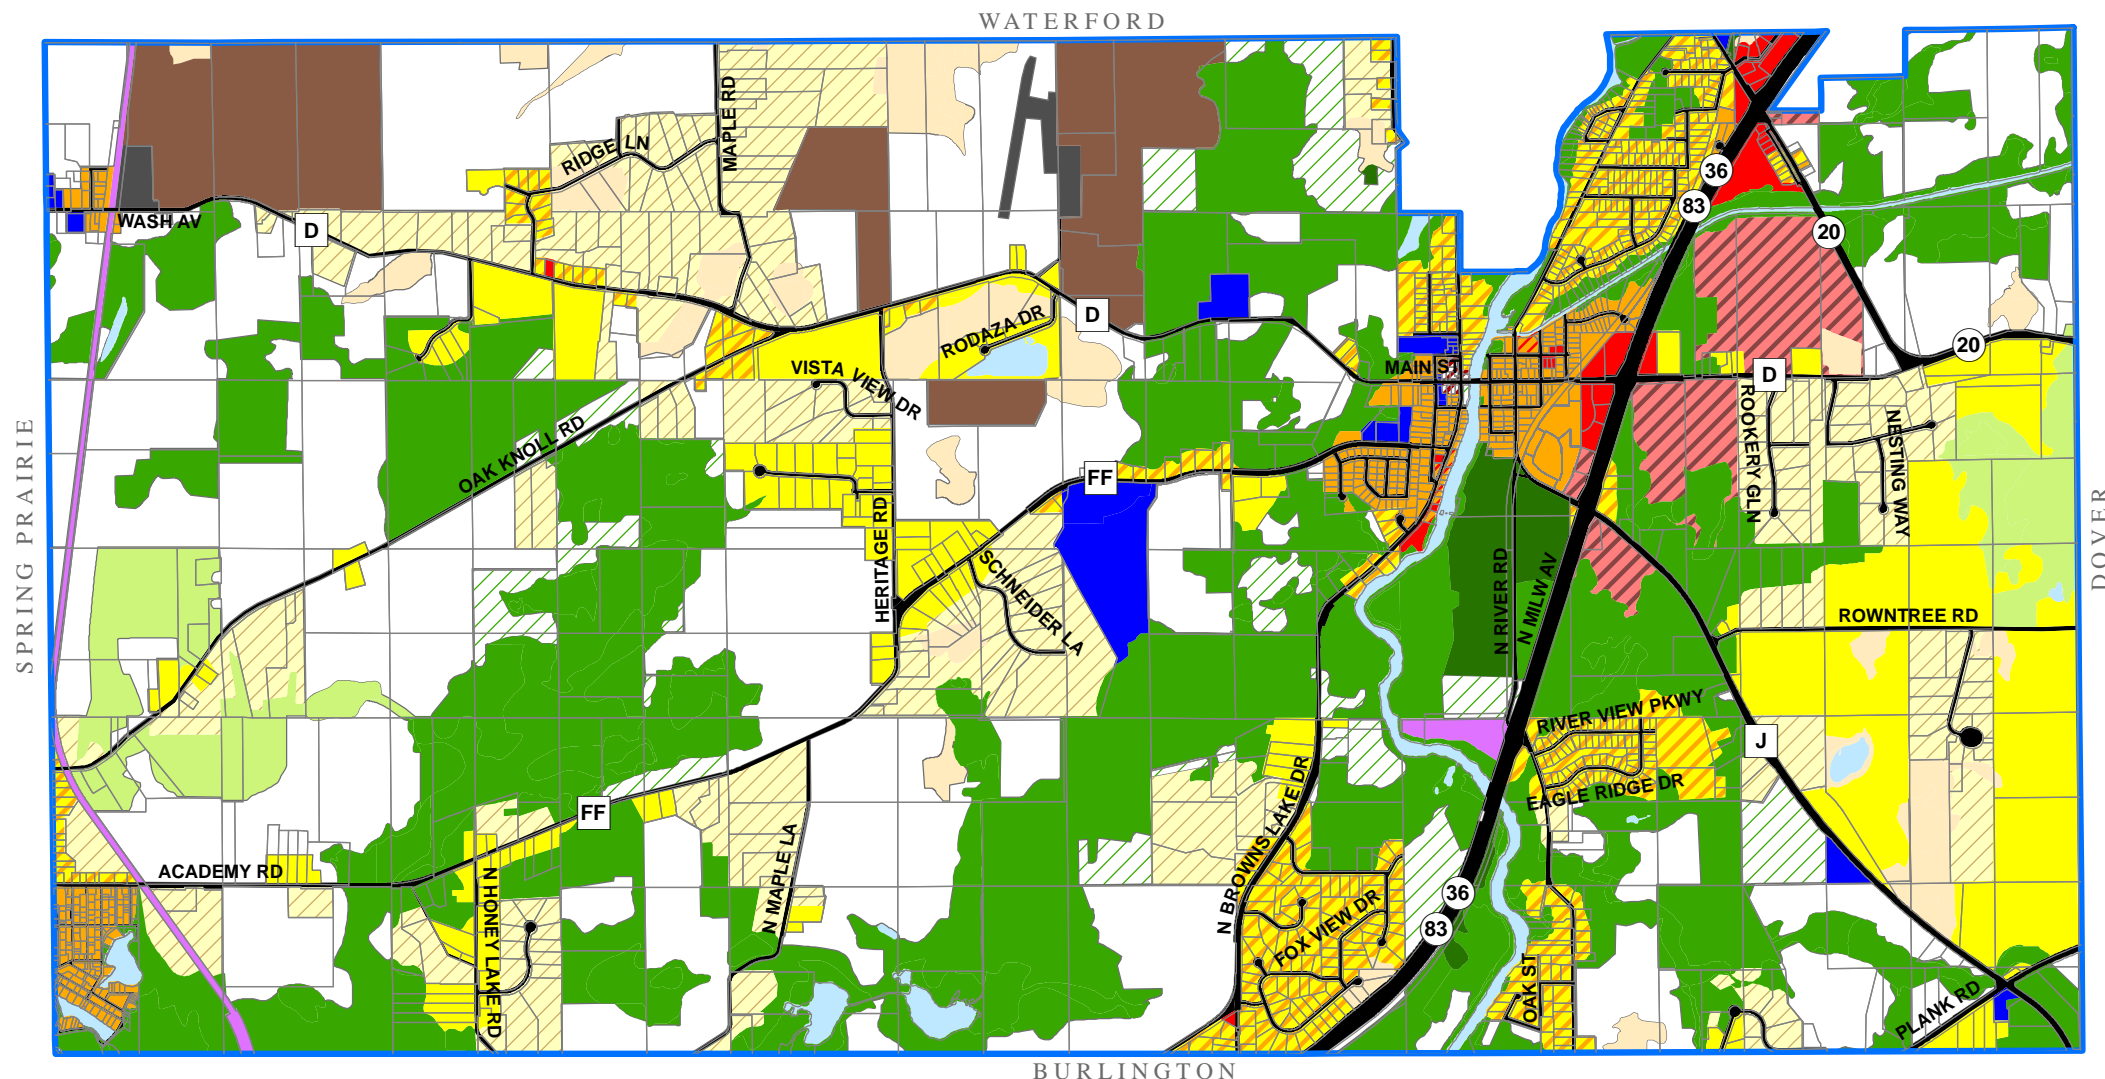 WATERFORD
MAPLE RD
RIDGE LN
36
83
WASH AV
D
20
D
RODAZA DR
20
VISTA VIEW DR
MAIN ST
D
ROOKERY GLN
NESTING WAY
SPRING PRAIRIE
OAK KNOLL RD
FF
HERITAGE RD
DOVER
SCHNEIDER LA
N RIVER RD
N MILW AV
ROWNTREE RD
RIVER VIEW PKWY
J
EAGLE RIDGE DR
FF
N BROWNS LAKE DR
N MAPLE LA
ACADEMY RD
N HONEY LAKE RD
36
83
FOX VIEW DR
OAK ST
PLANK RD
BURLINGTON